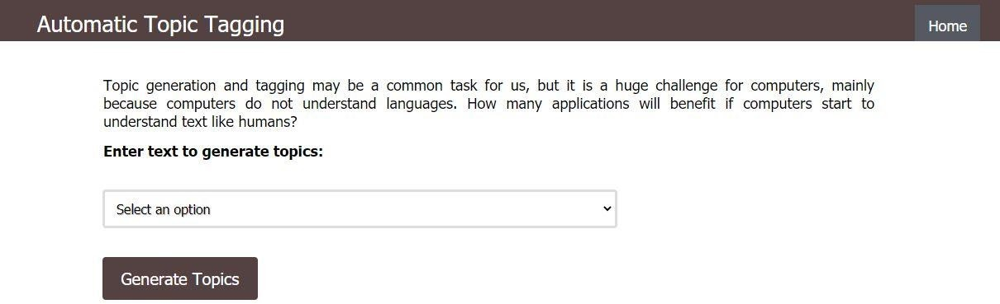 Automatic Topic Tagging
Home
Topic generation and tagging may be a common task for us, but it is a huge challenge for computers, mainly
because computers do not understand languages. How many applications will benefit if computers start to
understand text like humans?
Enter text to generate topics:
Select an option
Generate Topics